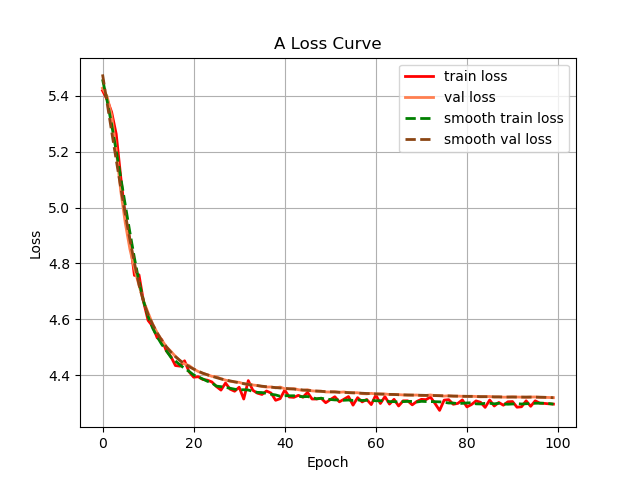 A Loss Curve
train loss
val loss
smooth train loss
smooth val loss
Loss
5.4
5.2
5.0
4.8
4.6
4.4
0 20 40 60 80 100
Epoch